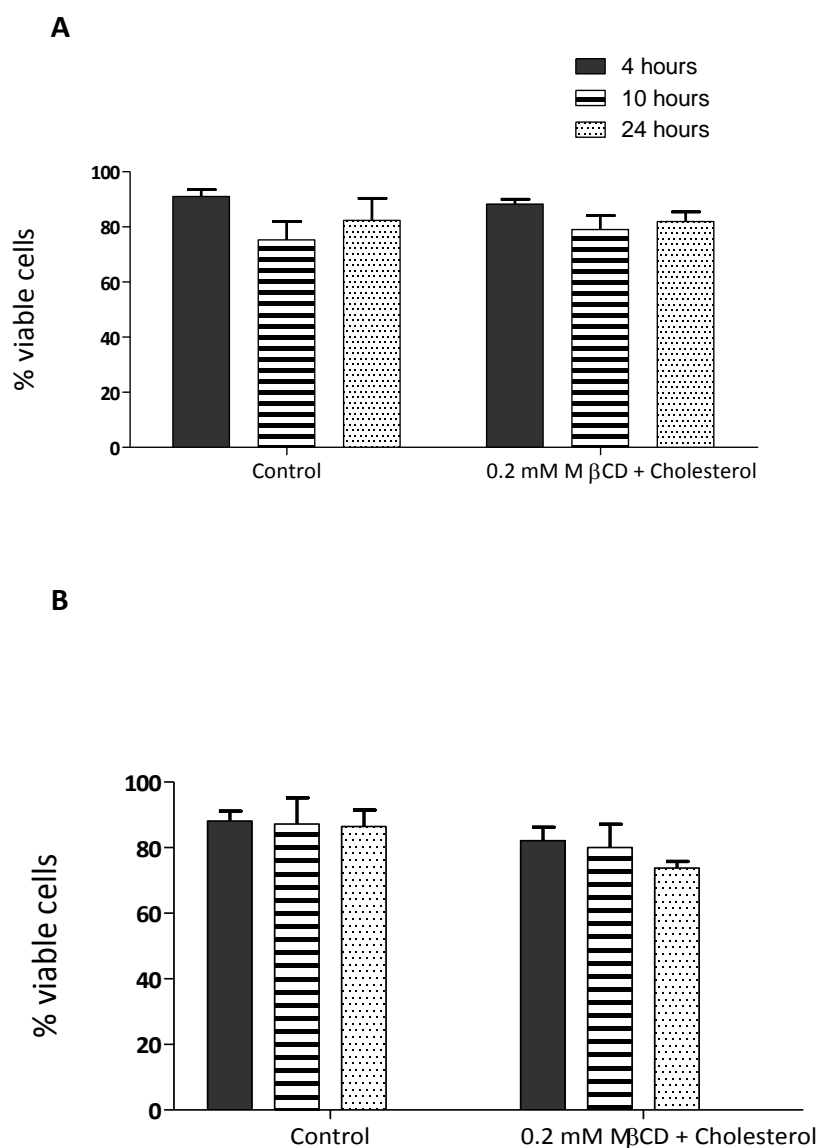 A
4 hours
10 hours
24 hours
100
80
60
40
20
0
% viable cells
Control
0.2 mM M βCD + Cholesterol
B
100
80
60
40
20
0
% viable cells
Control
0.2 mM MβCD + Cholesterol